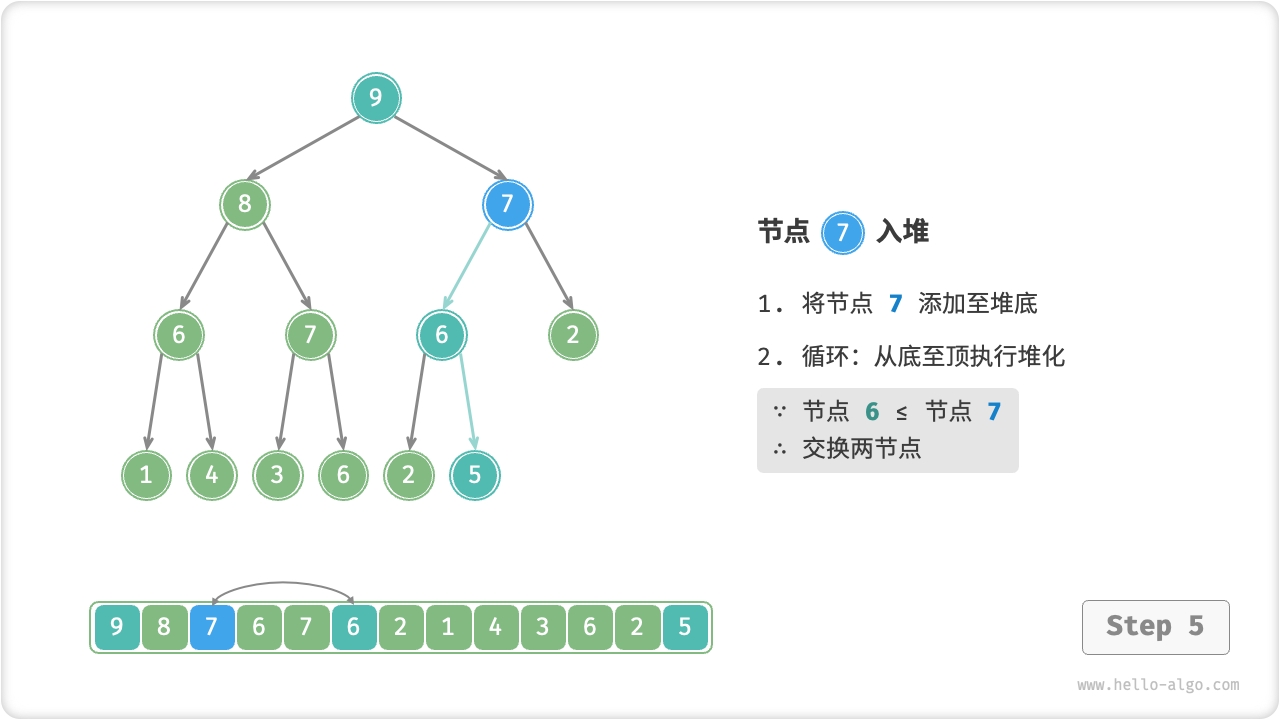 9
8 7
6 7 6 2
1 4 3 6 2 5
节点 7 入堆
1. 将节点 7 添加至堆底
2. 循环：从底至顶执行堆化
∵ 节点 6 ≤ 节点 7
∴ 交换两节点
9 8 7 6 7 6 2 1 4 3 6 2 5
Step 5
www.hello-algo.com